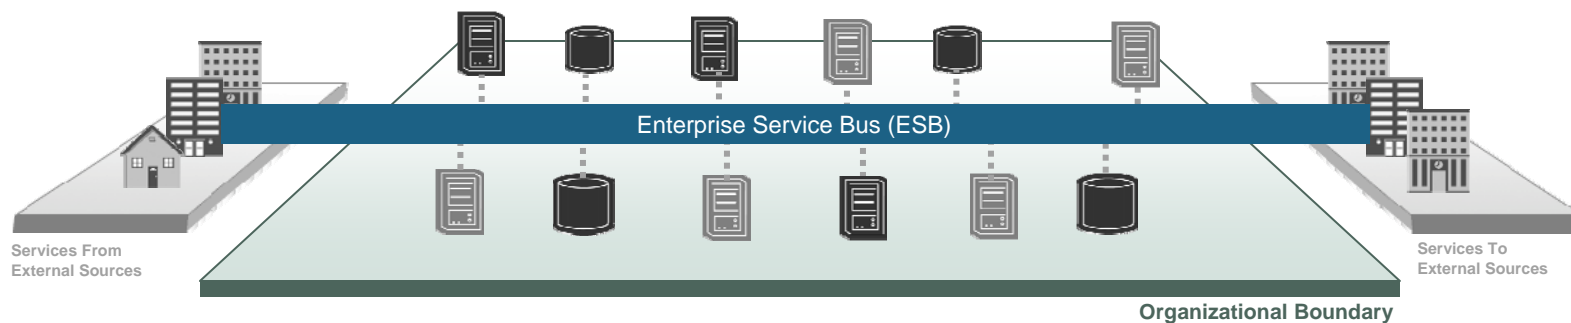 Enterprise Service Bus (ESB)
Services From
External Sources
Services To
External Sources
Organizational Boundary